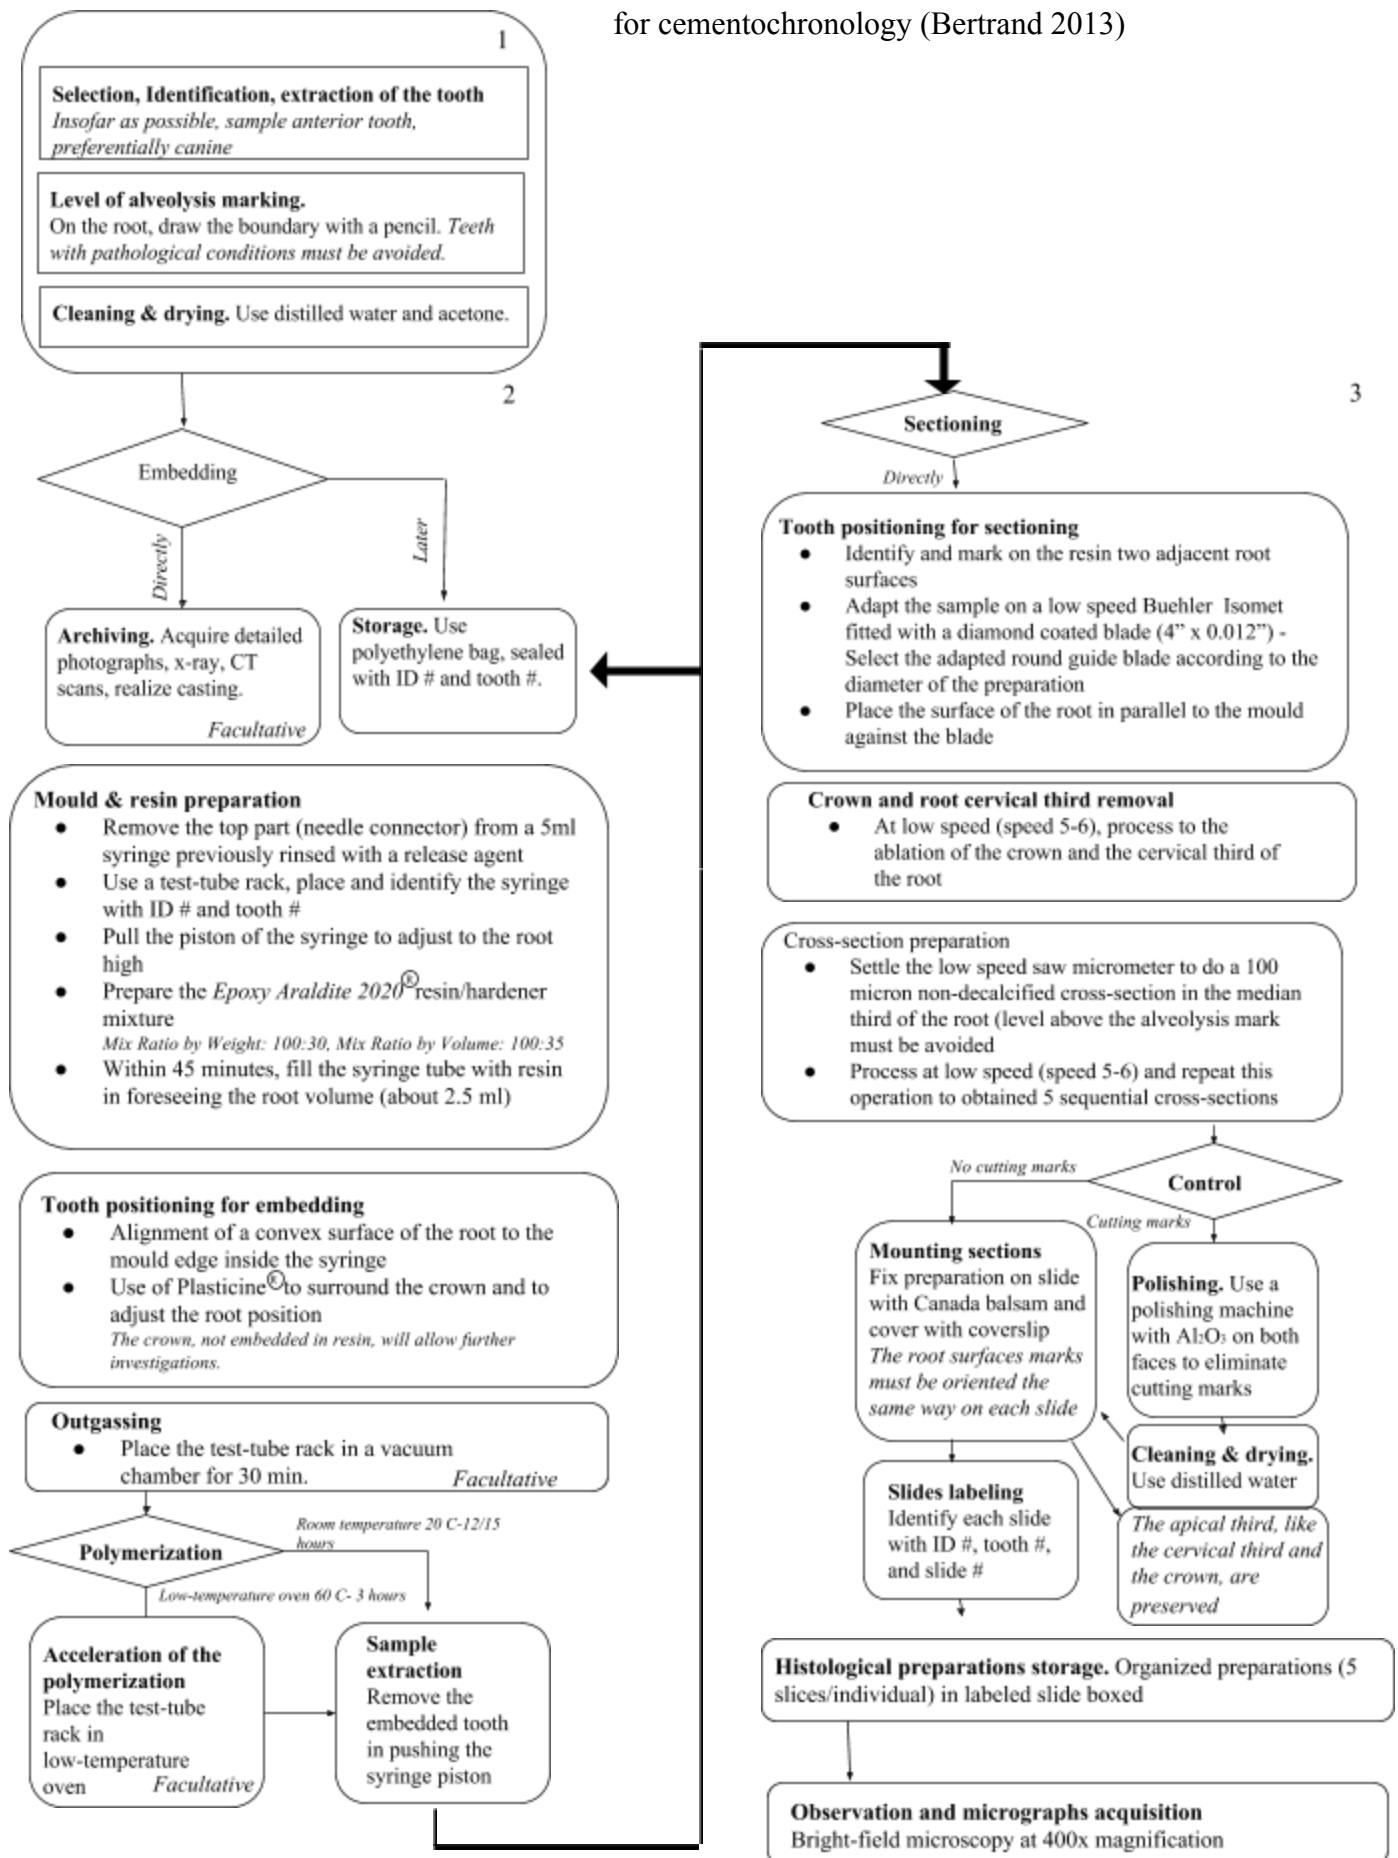 for cementochronology (Bertrand 2013)
1
Selection, Identification, extraction of the tooth
Insofar as possible, sample anterior tooth,
preferentially canine
Level of alveolysis marking.
On the root, draw the boundary with a pencil. Teeth
with pathological conditions must be avoided.
Cleaning & drying. Use distilled water and acetone.
2
Embedding
Directly
Later
Archiving. Acquire detailed
photographs, x-ray, CT
scans, realize casting.
Facultative
Storage. Use
polyethylene bag, sealed
with ID # and tooth #.
Mould & resin preparation
● Remove the top part (needle connector) from a 5ml
syringe previously rinsed with a release agent
● Use a test-tube rack, place and identify the syringe
with ID # and tooth #
● Pull the piston of the syringe to adjust to the root
high
● Prepare the Epoxy Araldite 2020® resin/hardener
mixture
Mix Ratio by Weight: 100:30, Mix Ratio by Volume: 100:35
● Within 45 minutes, fill the syringe tube with resin
in foreseeing the root volume (about 2.5 ml)
Tooth positioning for embedding
● Alignment of a convex surface of the root to the
mould edge inside the syringe
● Use of Plasticine® to surround the crown and to
adjust the root position
The crown, not embedded in resin, will allow further
investigations.
Outgassing
● Place the test-tube rack in a vacuum
chamber for 30 min.
Facultative
Polymerization
Room temperature 20 C-12/15
hours
Low-temperature oven 60 C- 3 hours
Acceleration of the
polymerization
Place the test-tube
rack in
low-temperature
oven
Facultative
Sample
extraction
Remove the
embedded tooth
in pushing the
syringe piston
3
Sectioning
Directly
Tooth positioning for sectioning
● Identify and mark on the resin two adjacent root
surfaces
● Adapt the sample on a low speed Buehler Isomet
fitted with a diamond coated blade (4” x 0.012”) -
Select the adapted round guide blade according to the
diameter of the preparation
● Place the surface of the root in parallel to the mould
against the blade
Crown and root cervical third removal
● At low speed (speed 5-6), process to the
ablation of the crown and the cervical third of
the root
Cross-section preparation
● Settle the low speed saw micrometer to do a 100
micron non-decalcified cross-section in the median
third of the root (level above the alveolysis mark
must be avoided
● Process at low speed (speed 5-6) and repeat this
operation to obtained 5 sequential cross-sections
No cutting marks
Control
Cutting marks
Mounting sections
Fix preparation on slide
with Canada balsam and
cover with coverslip
The root surfaces marks
must be oriented the
same way on each slide
Polishing. Use a
polishing machine
with Al2O3 on both
faces to eliminate
cutting marks
Cleaning & drying.
Use distilled water
Slides labeling
Identify each slide
with ID #, tooth #,
and slide #
The apical third, like
the cervical third and
the crown, are
preserved
Histological preparations storage. Organized preparations (5
slices/individual) in labeled slide boxed
Observation and micrographs acquisition
Bright-field microscopy at 400x magnification